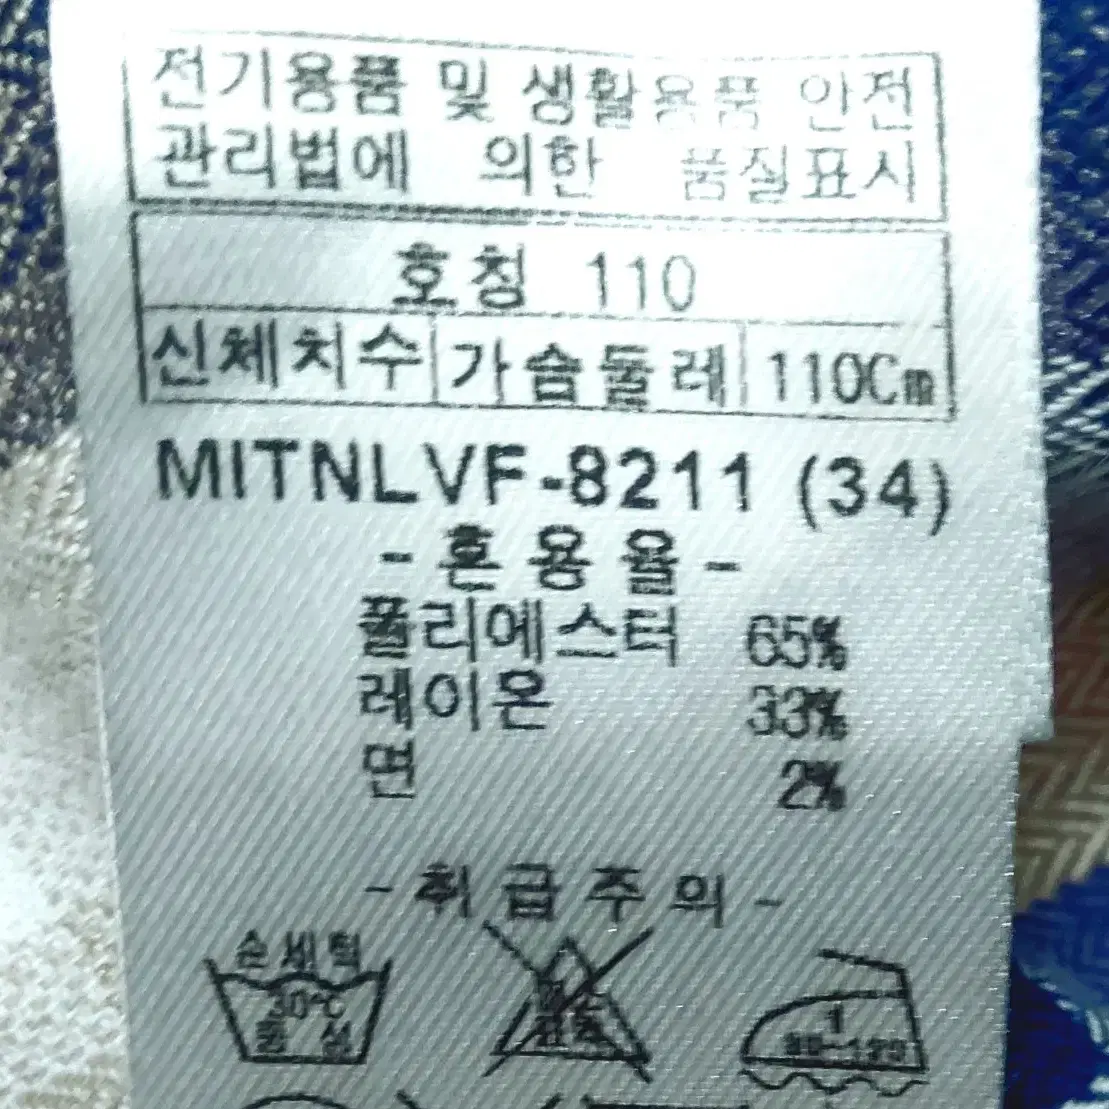 전기용품 및 생활용품 안전
관리법에 의한 품질표시
호칭 110
신체치수 가슴둘레 110Cm
MITNLVF-8211 (34)
- 혼용율 -
폴리에스터 65%
레이온 33%
면 2%
- 취급주의 -
손세탁
30℃
중성
1